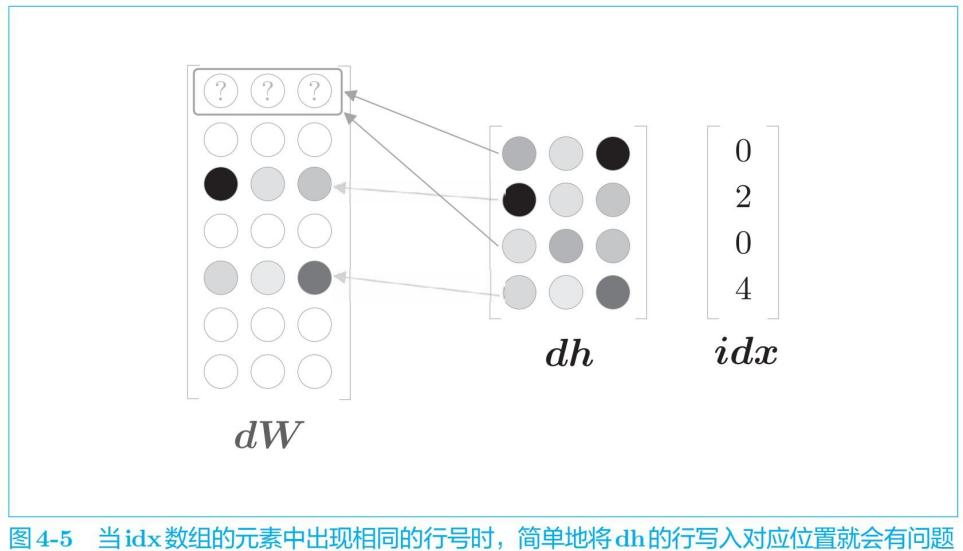 ? ? ?
0
2
0
4
dh
idx
dW
图 4-5 当 idx 数组的元素中出现相同的行号时，简单地将 dh 的行写入对应位置就会有问题